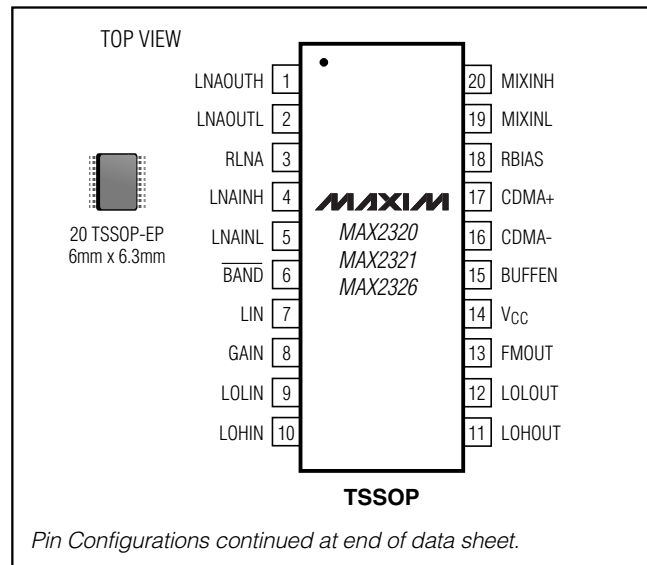 TOP VIEW
LNAOUTH 1
LNAOUTL 2
RLNA 3
LNAINH 4
LNAINL 5
BAND 6
LIN 7
GAIN 8
LOLIN 9
LOHIN 10
20 TSSOP-EP
6mm x 6.3mm
MAXIM
MAX2320
MAX2321
MAX2326
20 MIXINH
19 MIXINL
18 RBIAS
17 CDMA+
16 CDMA-
15 BUFFEN
14 VCC
13 FMOUT
12 LOLOUT
11 LOHOUT
TSSOP
Pin Configurations continued at end of data sheet.